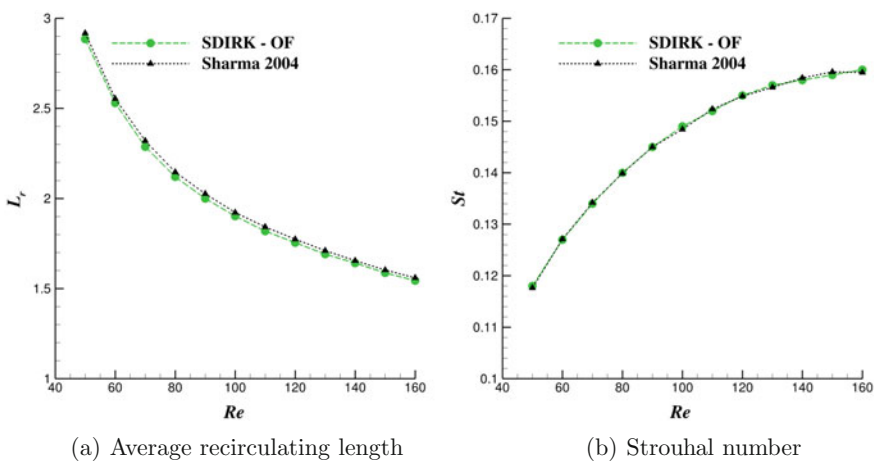 3
2.5
2
1.5
1
L_r
SDIRK - OF
Sharma 2004
40 60 80 100 120 140 160
Re
(a) Average recirculating length
0.17
0.16
0.15
0.14
0.13
0.12
0.11
0.1
St
SDIRK - OF
Sharma 2004
40 60 80 100 120 140 160
Re
(b) Strouhal number